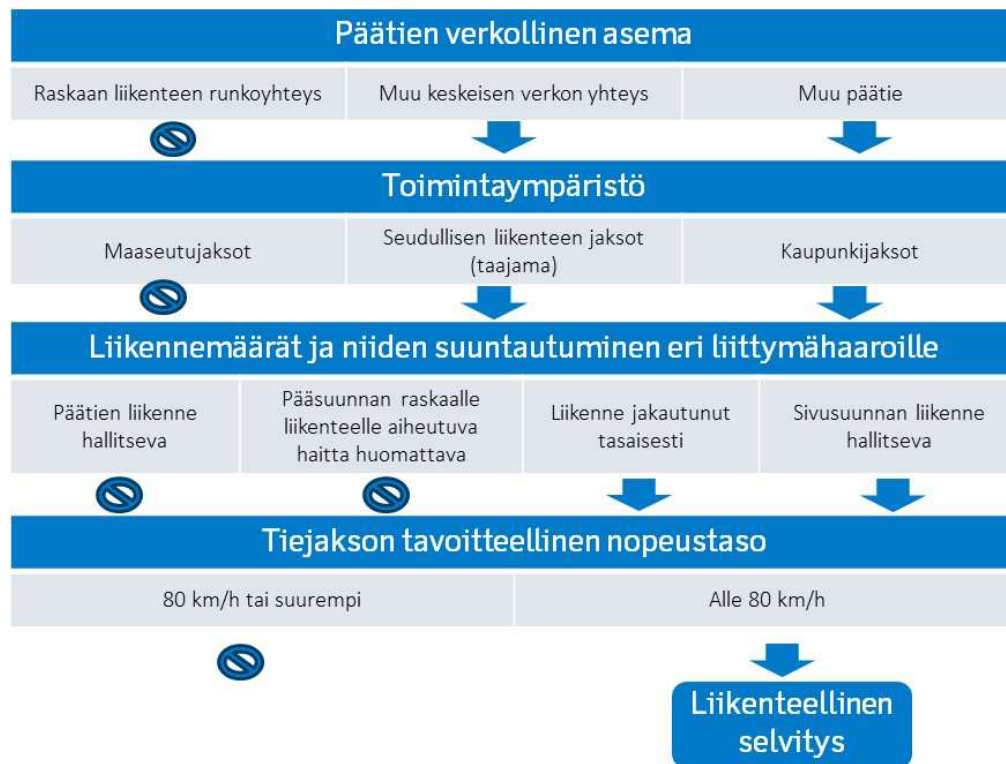 Päätien verkollinen asema
Raskaan liikenteen runkoyhteys
Muu keskeisen verkon yhteys
Muu päätie
Toimintaympäristö
Maaseutujaksot
Seudullisen liikenteen jaksot
(taajama)
Kaupunkijaksot
Liikennemäärät ja niiden suuntautuminen eri liittymähaaroille
Päätien liikenne
hallitseva
Pääsuunnan raskaalle
liikenteelle aiheutuva
haitta huomattava
Liikenne jakautunut
tasaisesti
Sivusuunnan liikenne
hallitseva
Tiejakson tavoitteellinen nopeustaso
80 km/h tai suurempi
Alle 80 km/h
Liikenteellinen
selvitys